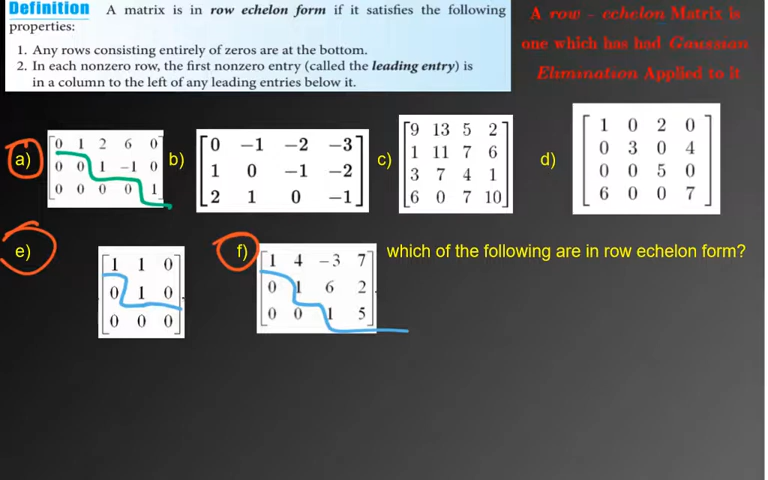 Definition A matrix is in row echelon form if it satisfies the following
properties:
1. Any rows consisting entirely of zeros are at the bottom.
2. In each nonzero row, the first nonzero entry (called the leading entry) is
in a column to the left of any leading entries below it.
A row - echelon Matrix is
one which has had Gaussian
Elimination Applied to it
a)
0 1 2 6 0
0 0 1 -1 0
0 0 0 0 1
b)
0 -1 -2 -3
1 0 -1 -2
2 1 0 -1
c)
9 13 5 2
1 11 7 6
3 7 4 1
6 0 7 10
d)
1 0 2 0
0 3 0 4
0 0 5 0
6 0 0 7
e)
1 1 0
0 1 0
0 0 0
f)
1 4 -3 7
0 1 6 2
0 0 1 5
which of the following are in row echelon form?